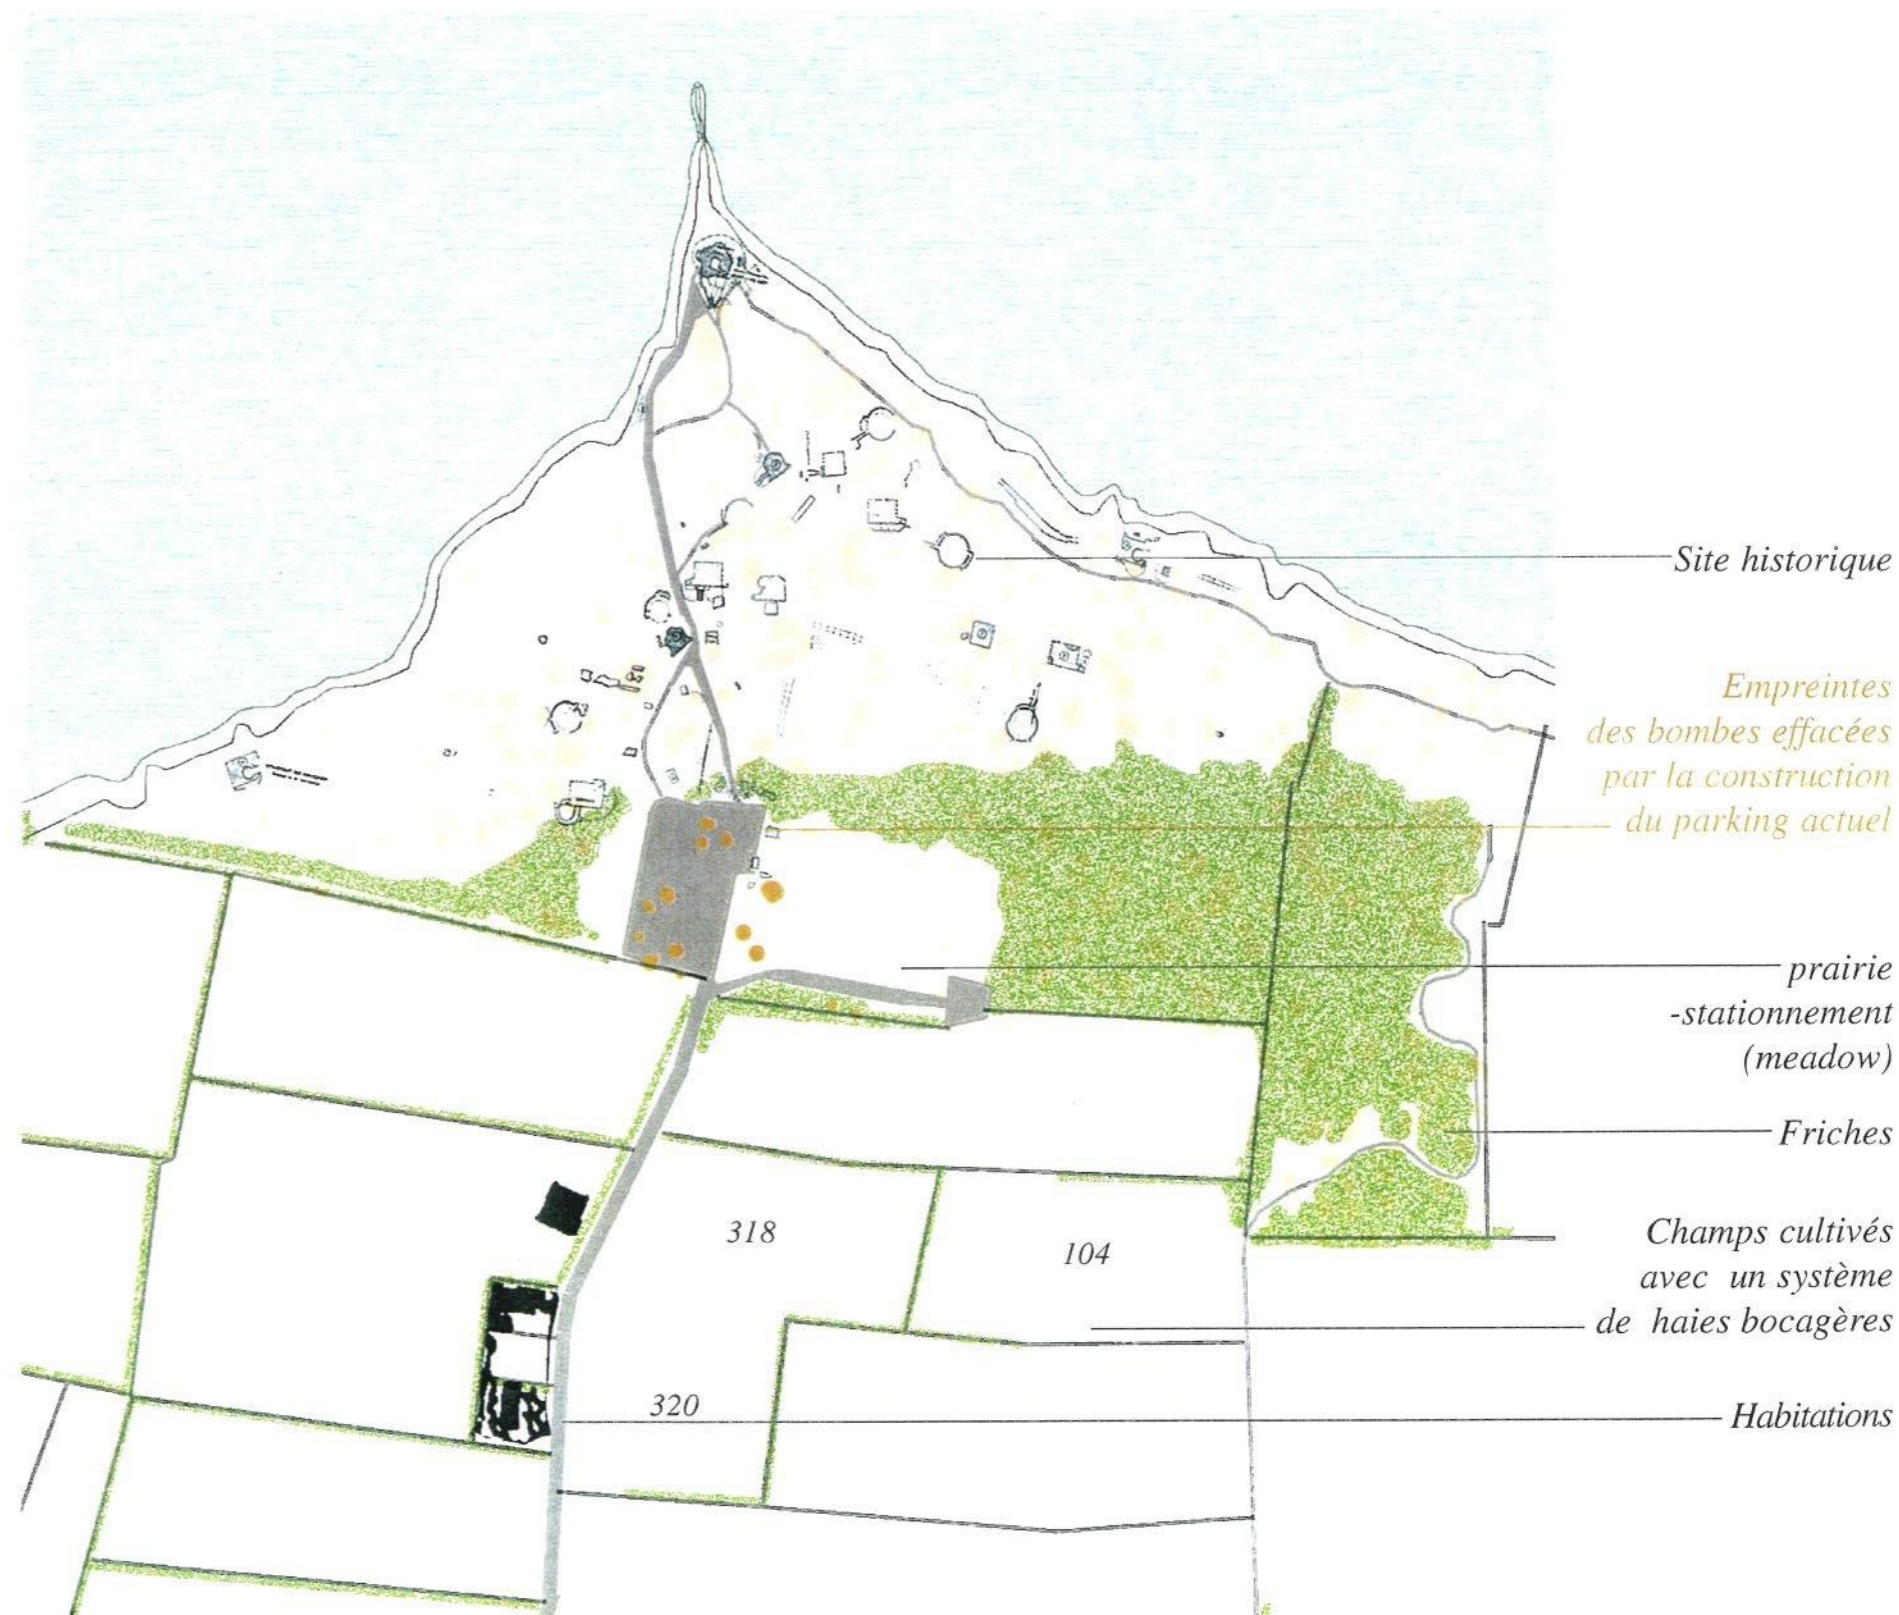 Site historique
Empreintes
des bombes effacées
par la construction
du parking actuel
prairie
-stationnement
(meadow)
Friches
318
104
Champs cultivés
avec un système
de haies bocagères
320
Habitations